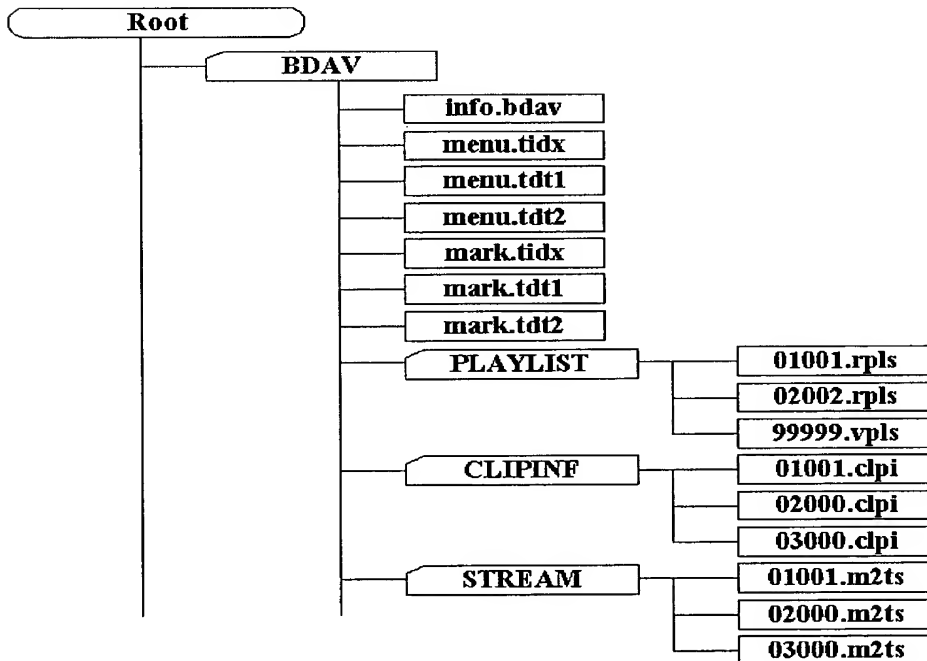 Root
BDAV
info.bdav
menu.tidx
menu.tdt1
menu.tdt2
mark.tidx
mark.tdt1
mark.tdt2
PLAYLIST
01001.rpls
02002.rpls
99999.vpls
CLIPINF
01001.clpi
02000.clpi
03000.clpi
STREAM
01001.m2ts
02000.m2ts
03000.m2ts